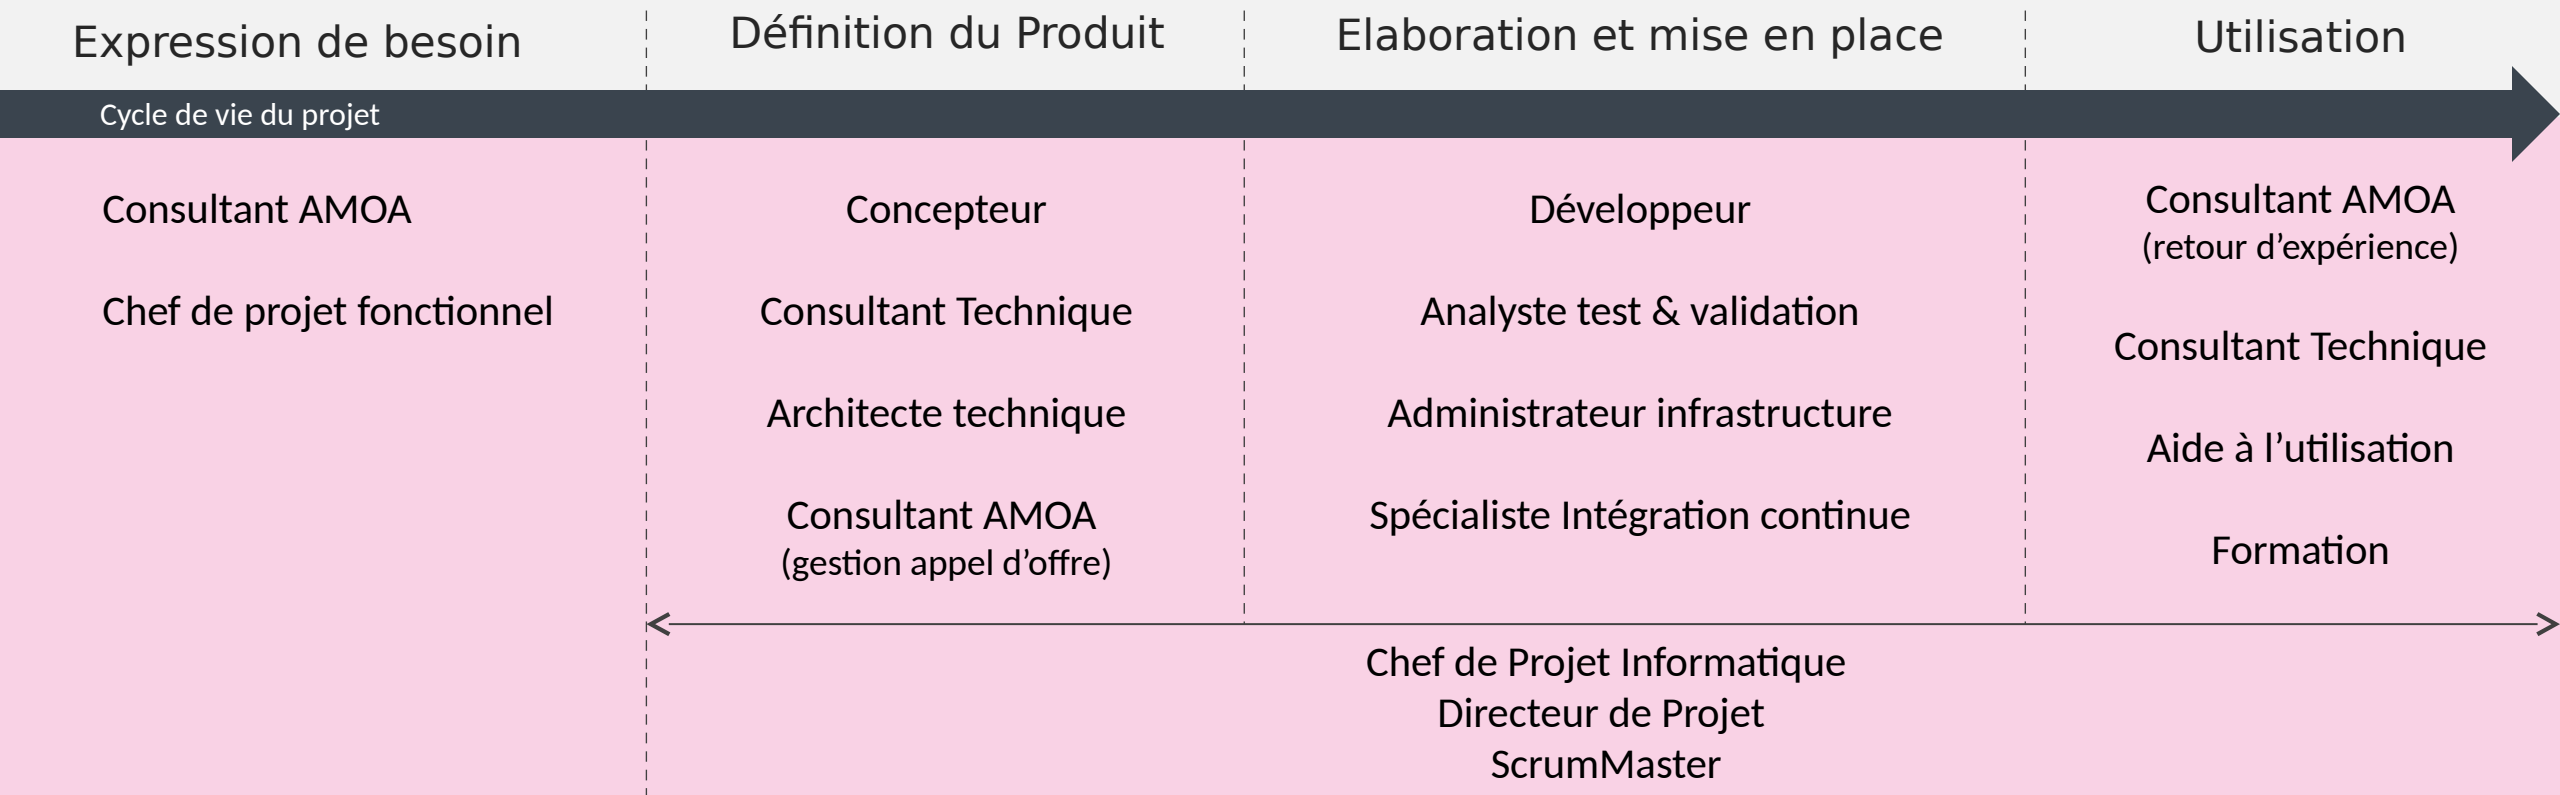 Expression de besoin
Définition du Produit
Elaboration et mise en place
Utilisation
Cycle de vie du projet
Consultant AMOA
Chef de projet fonctionnel
Concepteur
Consultant Technique
Architecte technique
Consultant AMOA
(gestion appel d’offre)
Développeur
Analyste test & validation
Administrateur infrastructure
Spécialiste Intégration continue
Consultant AMOA
(retour d’expérience)
Consultant Technique
Aide à l’utilisation
Formation
Chef de Projet Informatique
Directeur de Projet
ScrumMaster